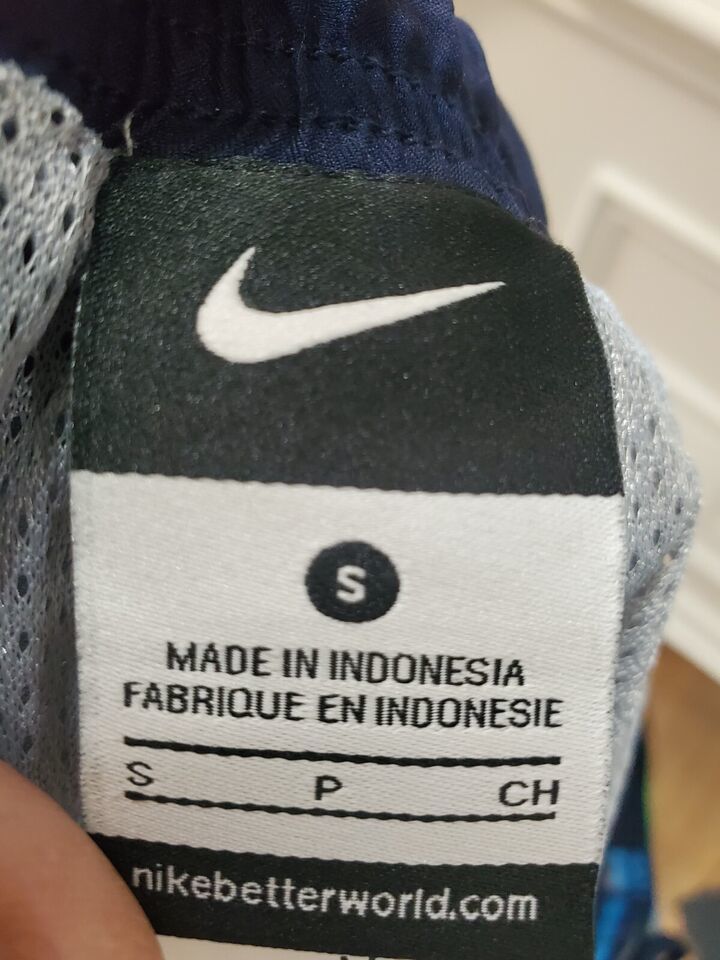 S
MADE IN INDONESIA
FABRIQUE EN INDONESIE
S P CH
nikebetterworld.com